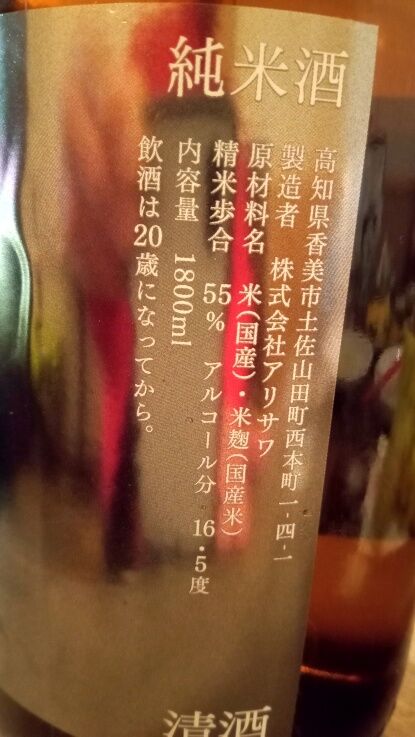 純米酒
高知県香美市土佐山田町西本町一-四-一
製造者 株式会社アリサワ
原材料名 米(国産)・米麹(国産米)
精米歩合 55% アルコール分 16・5度
内容量 1800ml
飲酒は20歳になってから。
清酒